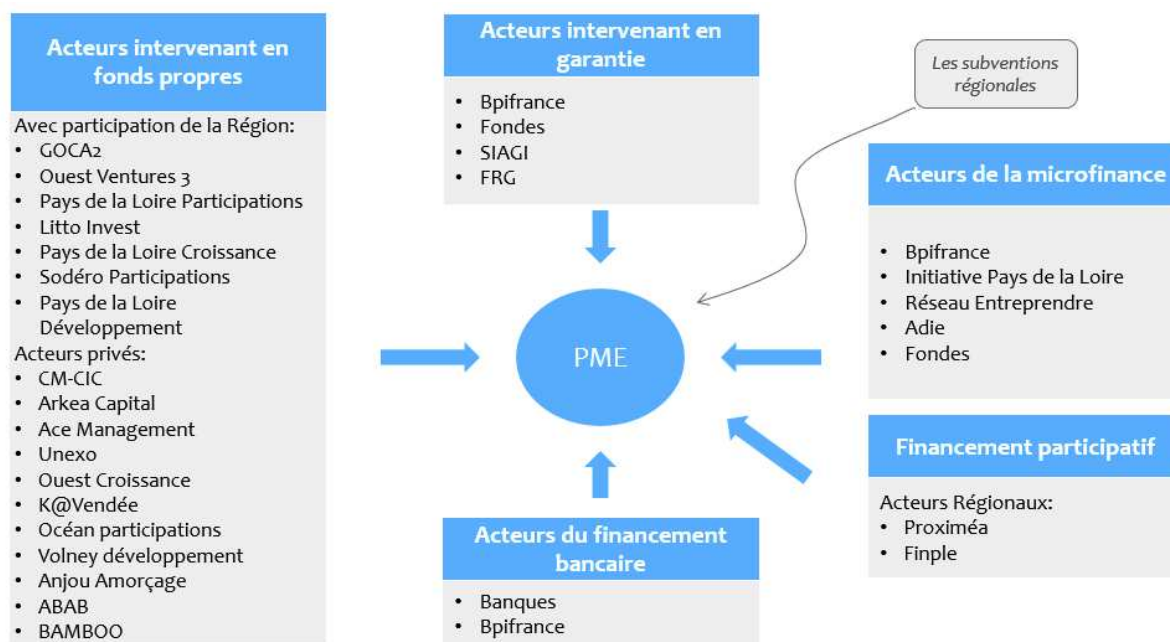 Acteurs intervenant en
fonds propres
Avec participation de la Région:
• GOCA2
• Ouest Ventures 3
• Pays de la Loire Participations
• Litto Invest
• Pays de la Loire Croissance
• Sodéro Participations
• Pays de la Loire
Développement
Acteurs privés:
• CM-CIC
• Arkea Capital
• Ace Management
• Unexo
• Ouest Croissance
• K@Vendée
• Océan participations
• Volney développement
• Anjou Amorçage
• ABAB
• BAMBOO
Acteurs intervenant en
garantie
• Bpifrance
• Fondes
• SIAGI
• FRG
PME
Acteurs du financement
bancaire
• Banques
• Bpifrance
Les subventions
régionales
Acteurs de la microfinance
• Bpifrance
• Initiative Pays de la Loire
• Réseau Entreprendre
• Adie
• Fondes
Financement participatif
Acteurs Régionaux:
• Proximéa
• Finple